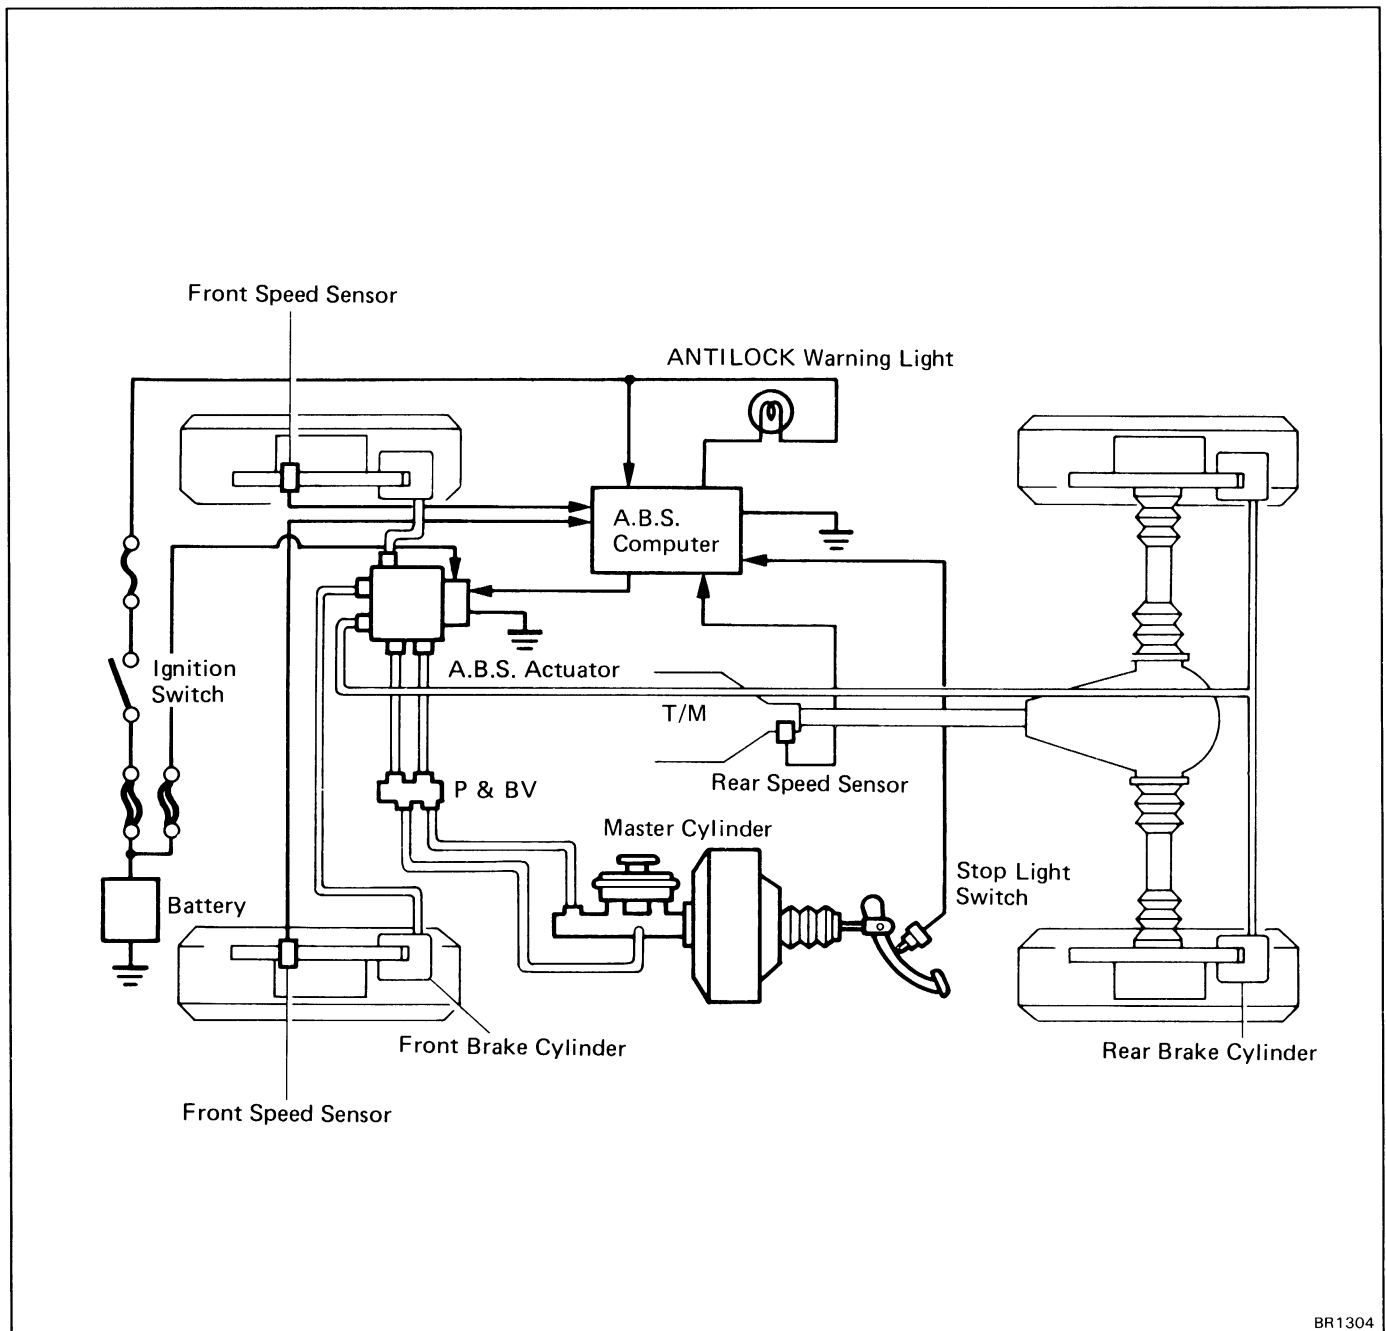 Front Speed Sensor
ANTILOCK Warning Light
A.B.S.
Computer
Ignition
Switch
A.B.S. Actuator
T/M
Rear Speed Sensor
P & BV
Master Cylinder
Stop Light
Switch
Battery
Front Brake Cylinder
Rear Brake Cylinder
Front Speed Sensor
BR1304